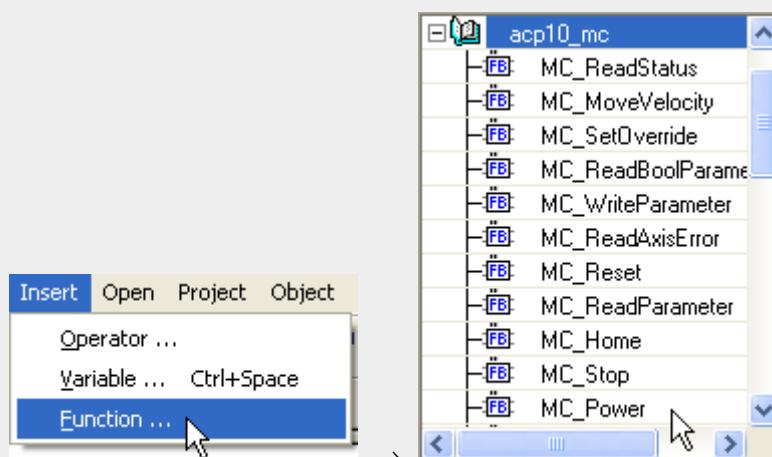 acp10_mc
FB MC_ReadStatus
FB MC_MoveVelocity
FB MC_SetOverride
FB MC_ReadBoolParame
FB MC_WriteParameter
FB MC_ReadAxisError
FB MC_Reset
FB MC_ReadParameter
FB MC_Home
FB MC_Stop
FB MC_Power
Insert Open Project Object
Operator ...
Variable ... Ctrl+Space
Function ...